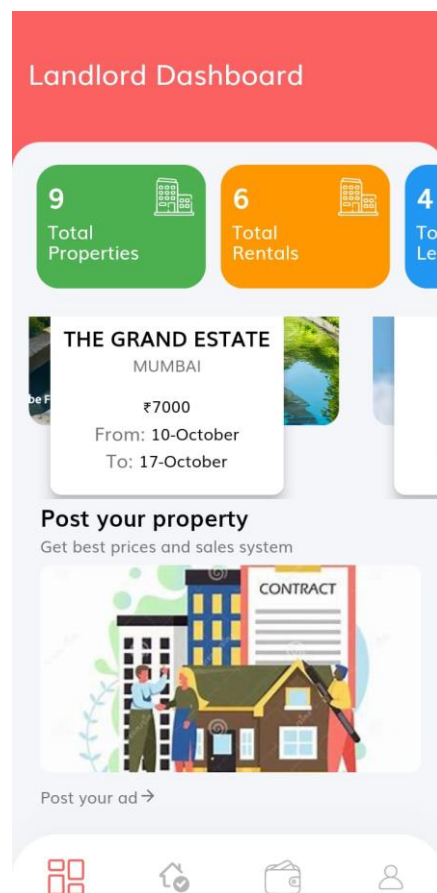 Landlord Dashboard
9
Total
Properties
6
Total
Rentals
4
be F
THE GRAND ESTATE
MUMBAI
₹7000
From: 10-October
To: 17-October
Post your property
Get best prices and sales system
CONTRACT
Post your ad→